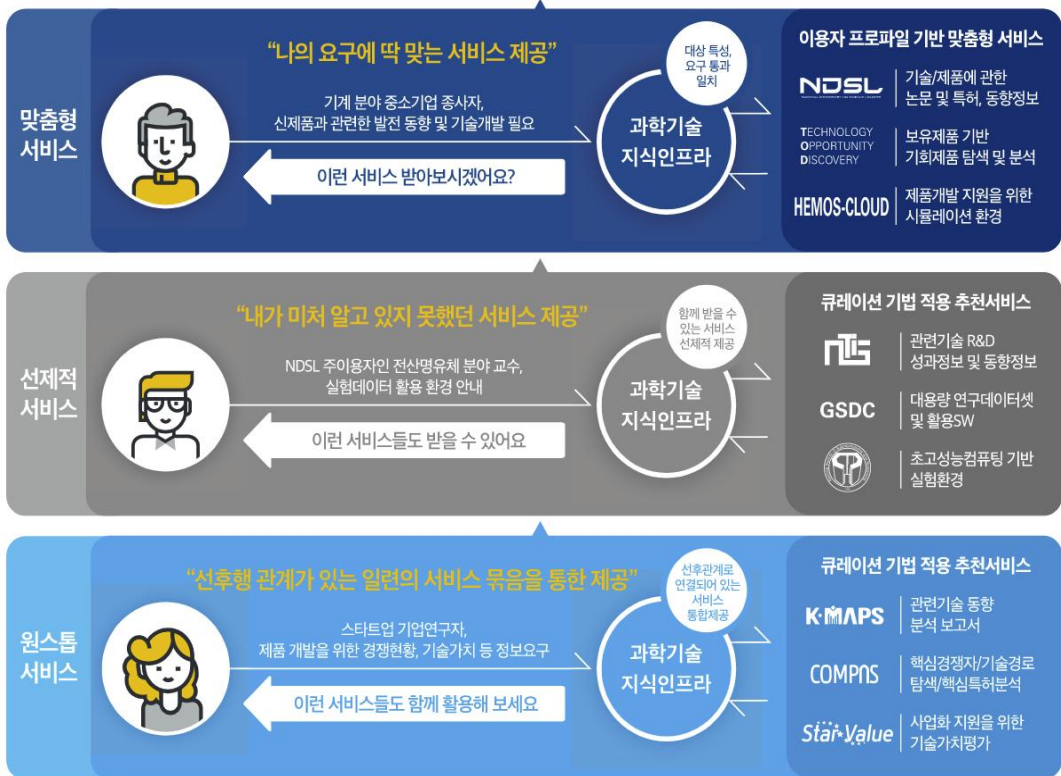 맞춤형
서비스
“나의 요구에 딱 맞는 서비스 제공”
기계 분야 중소기업 종사자,
신제품과 관련한 발전 동향 및 기술개발 필요
이런 서비스 받아보시겠어요?
대상 특성,
요구 통과
일치
과학기술
지식인프라
이용자 프로파일 기반 맞춤형 서비스
NDSL
기술/제품에 관한
논문 및 특허, 동향정보
TECHNOLOGY
OPPORTUNITY
DISCOVERY
보유제품 기반
기회제품 탐색 및 분석
HEMOS-CLOUD
제품개발 지원을 위한
시뮬레이션 환경
선제적
서비스
“내가 미처 알고 있지 못했던 서비스 제공”
NDSL 주이용자인 전산명유체 분야 교수,
실험데이터 활용 환경 안내
이런 서비스들도 받을 수 있어요
함께 받을 수
있는 서비스
선제적 제공
과학기술
지식인프라
큐레이션 기법 적용 추천서비스
NTIS
관련기술 R&D
성과정보 및 동향정보
GSDC
대용량 연구데이터셋
및 활용SW
초고성능컴퓨팅 기반
실험환경
원스톱
서비스
“선후행 관계가 있는 일련의 서비스 묶음을 통한 제공”
스타트업 기업연구자,
제품 개발을 위한 경쟁현황, 기술가치 등 정보요구
이런 서비스들도 함께 활용해 보세요
선후관계로
연결되어 있는
서비스
통합제공
과학기술
지식인프라
큐레이션 기법 적용 추천서비스
K·MAPS
관련기술 동향
분석 보고서
COMPAS
핵심경쟁자/기술경로
탐색/핵심특허분석
Star·Value
사업화 지원을 위한
기술가치평가